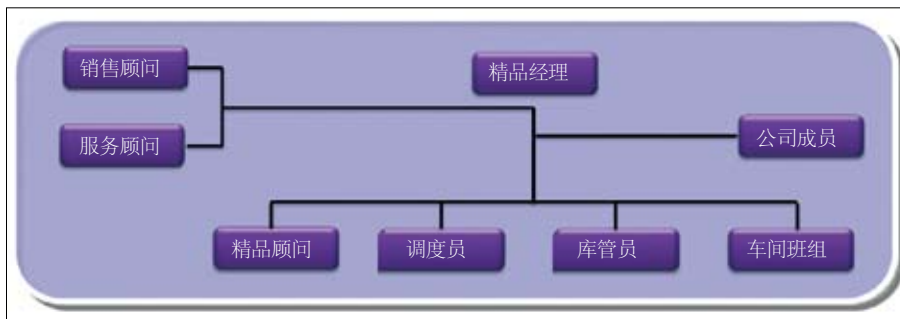 销售顾问
精品经理
服务顾问
公司成员
精品顾问
调度员
库管员
车间班组